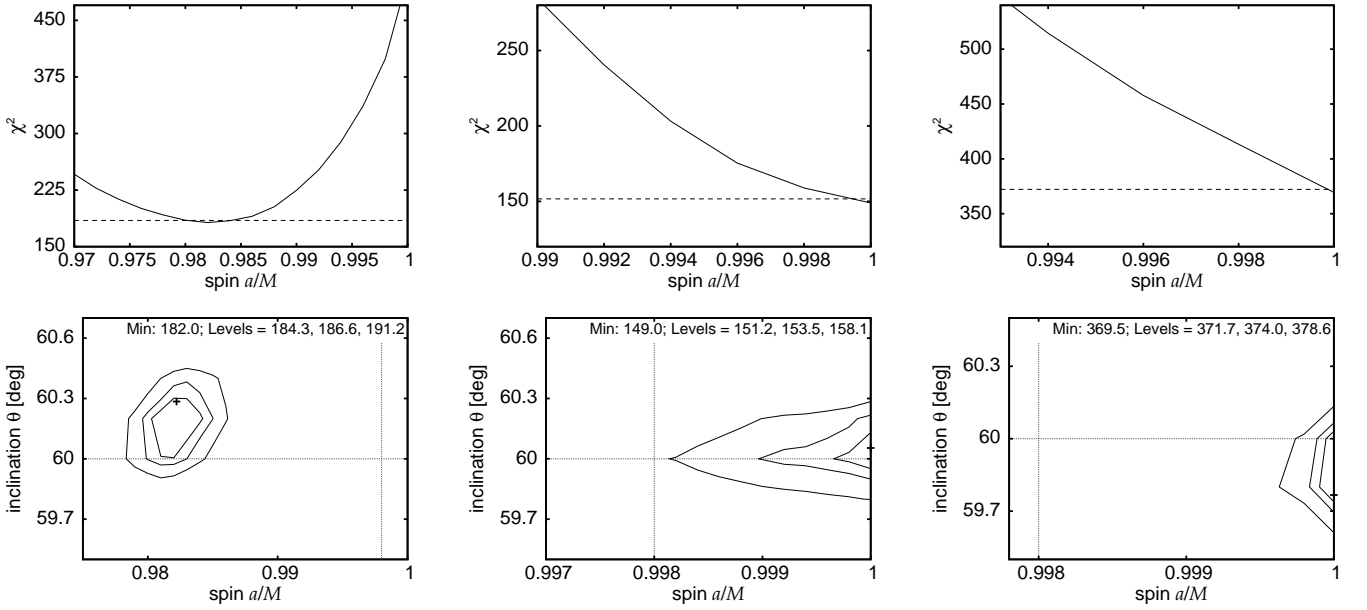 450
375
300
225
150
χ²
0.97 0.975 0.98 0.985 0.99 0.995 1
spin a/M
250
200
150
χ²
0.99 0.992 0.994 0.996 0.998 1
spin a/M
500
450
400
350
χ²
0.994 0.996 0.998 1
spin a/M
Min: 182.0; Levels = 184.3, 186.6, 191.2
60.6
60.3
60
59.7
inclination θ [deg]
0.98 0.99 1
spin a/M
Min: 149.0; Levels = 151.2, 153.5, 158.1
60.6
60.3
60
59.7
inclination θ [deg]
0.997 0.998 0.999 1
spin a/M
Min: 369.5; Levels = 371.7, 374.0, 378.6
60.3
60
59.7
inclination θ [deg]
0.998 0.999 1
spin a/M